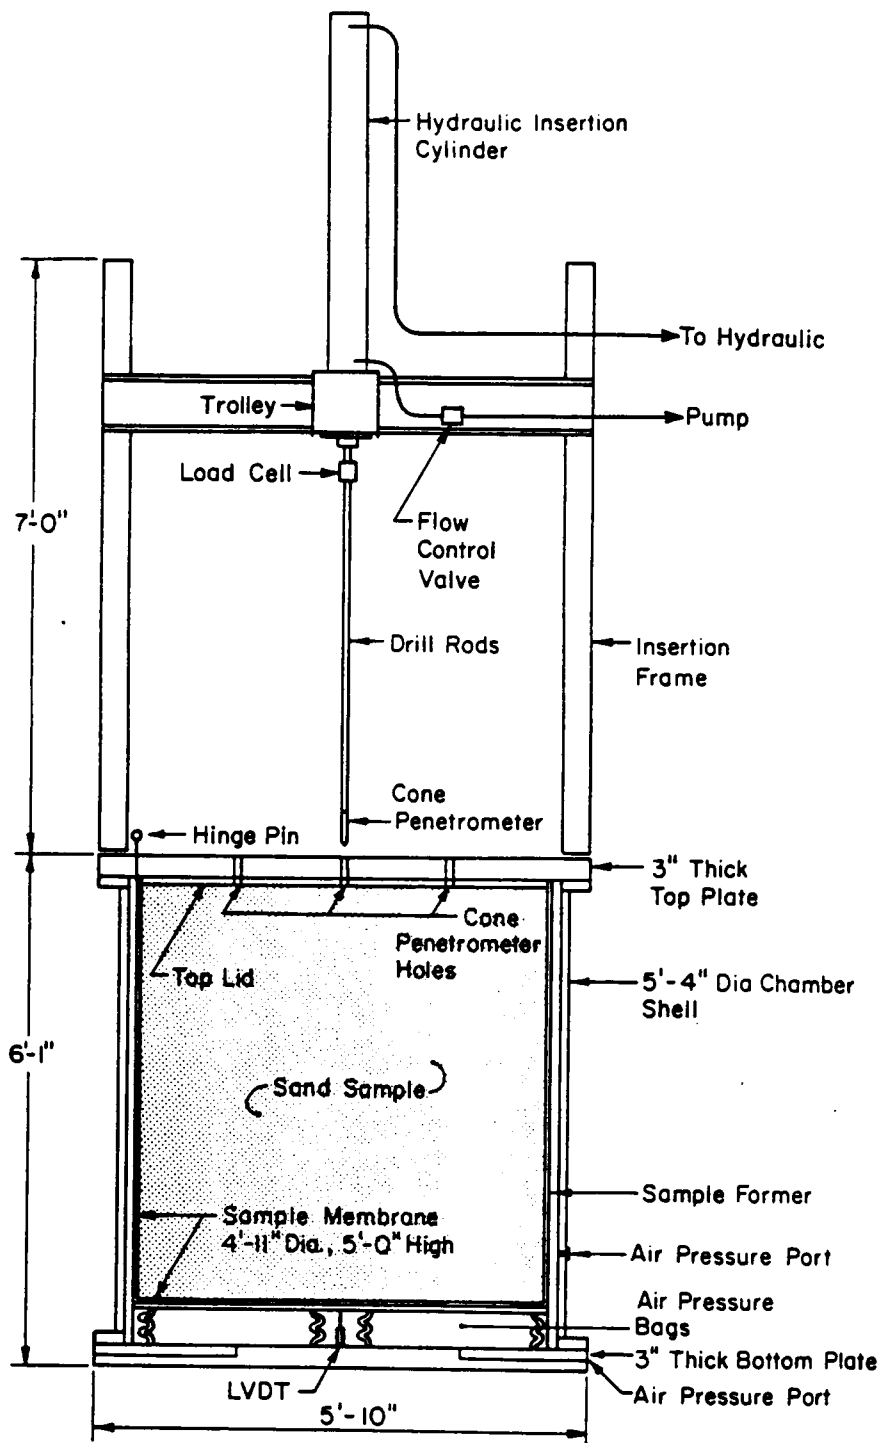 Hydraulic Insertion
Cylinder
To Hydraulic
Trolley
Pump
Load Cell
7'-0"
Flow
Control
Valve
Drill Rods
Insertion
Frame
Cone
Penetrometer
Hinge Pin
3" Thick
Top Plate
Cone
Penetrometer
Holes
Top Lid
5'-4" Dia Chamber
Shell
6'-1"
Sand Sample
Sample Former
Sample Membrane
4'-11" Dia., 5'-0" High
Air Pressure Port
Air Pressure
Bags
3" Thick Bottom Plate
LVDT
Air Pressure Port
5'-10"